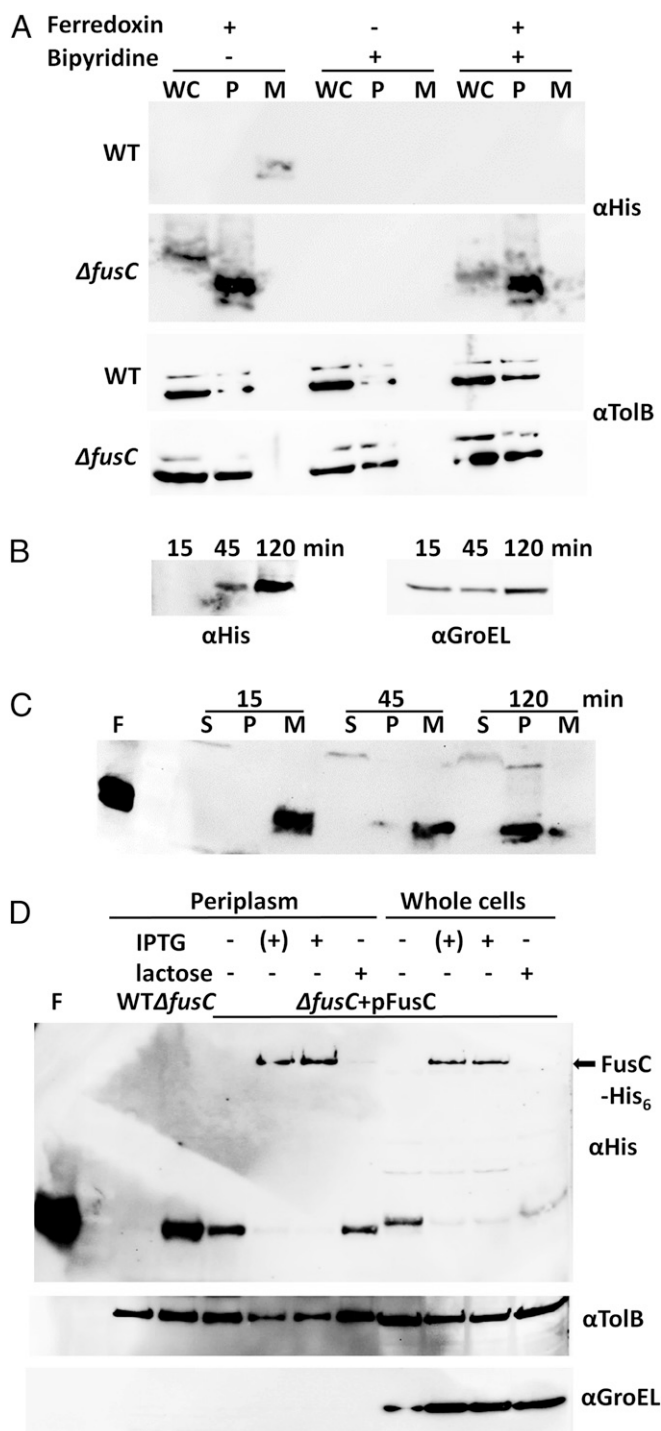 A
Ferredoxin + - +
Bipyridine - + +
WC P M WC P M WC P M
WT
αHis
ΔfusC
WT
αTolB
ΔfusC
B
15 45 120 min 15 45 120 min
αHis αGroEL
C
15 45 120 min
F S P M S P M S P M
D
Periplasm Whole cells
IPTG - (+) + - - (+) + -
lactose - - - + - - - +
F WT ΔfusC ΔfusC+pFusC
FusC
-His6
αHis
αTolB
αGroEL